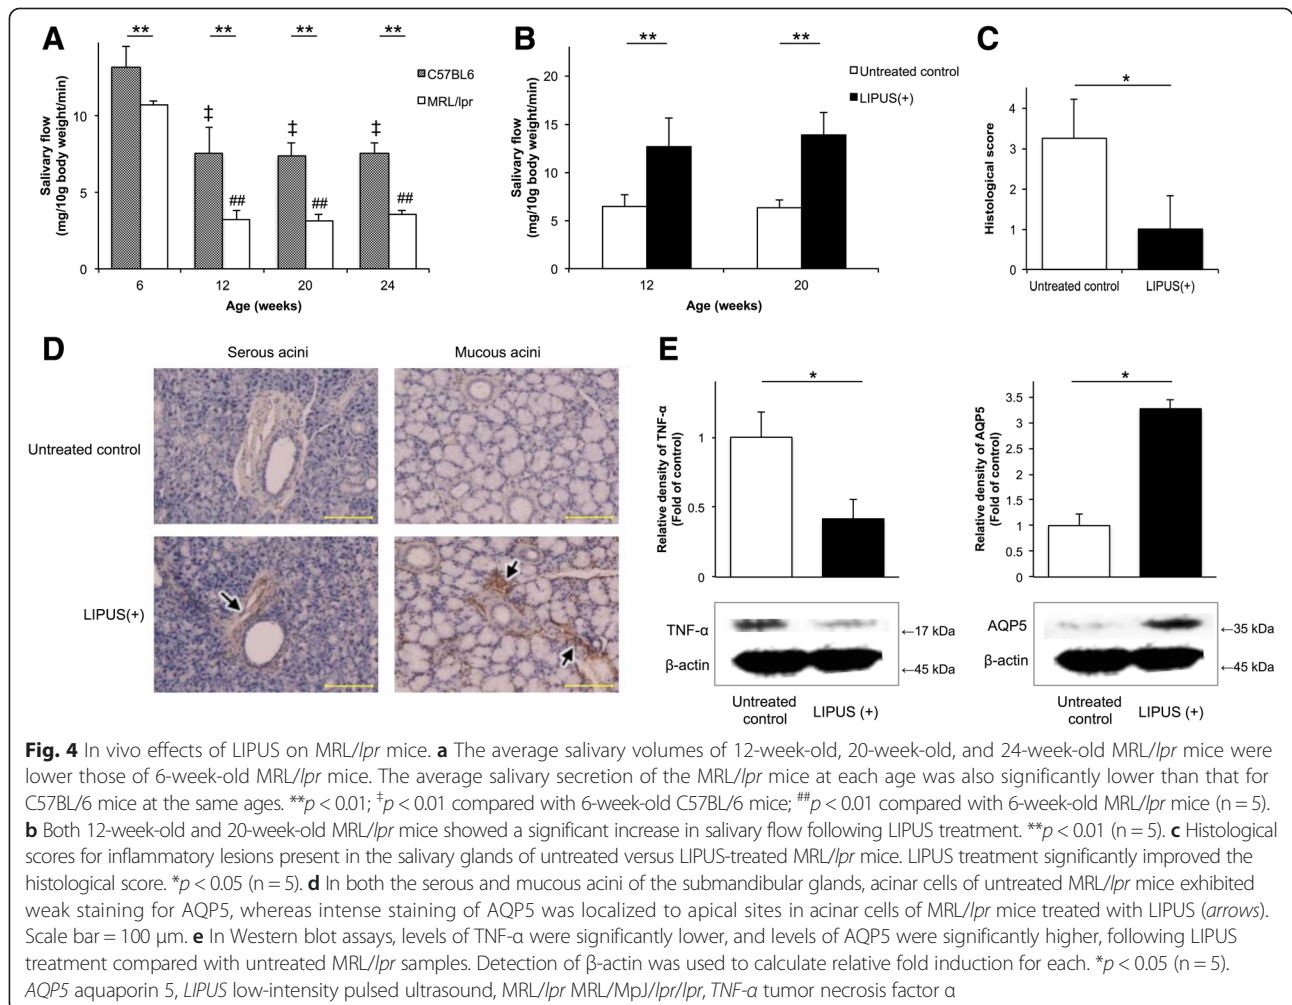 A
**
**
**
**
C57BL6
MRL/lpr
Salivary flow
(mg/10g body weight/min)
10
5
0
‡
‡
‡
##
##
##
6
12
20
24
Age (weeks)
B
**
**
Untreated control
LIPUS(+)
Salivary flow
(mg/10g body weight/min)
20
15
10
5
0
12
20
Age (weeks)
C
*
Histological score
4
3
2
1
0
Untreated control
LIPUS(+)
D
Serous acini
Mucous acini
Untreated control
LIPUS(+)
E
*
Relative density of TNF-α
(Fold of control)
1
0.5
0
TNF-α
←17 kDa
β-actin
←45 kDa
Untreated
control
LIPUS (+)
*
Relative density of AQP5
(Fold of control)
3.5
3
2.5
2
1.5
1
0.5
0
AQP5
←35 kDa
β-actin
←45 kDa
Untreated
control
LIPUS (+)
Fig. 4 In vivo effects of LIPUS on MRL/lpr mice. a The average salivary volumes of 12-week-old, 20-week-old, and 24-week-old MRL/lpr mice were
lower those of 6-week-old MRL/lpr mice. The average salivary secretion of the MRL/lpr mice at each age was also significantly lower than that for
C57BL/6 mice at the same ages. **p < 0.01; ‡p < 0.01 compared with 6-week-old C57BL/6 mice; ##p < 0.01 compared with 6-week-old MRL/lpr mice (n = 5).
b Both 12-week-old and 20-week-old MRL/lpr mice showed a significant increase in salivary flow following LIPUS treatment. **p < 0.01 (n = 5). c Histological
scores for inflammatory lesions present in the salivary glands of untreated versus LIPUS-treated MRL/lpr mice. LIPUS treatment significantly improved the
histological score. *p < 0.05 (n = 5). d In both the serous and mucous acini of the submandibular glands, acinar cells of untreated MRL/lpr mice exhibited
weak staining for AQP5, whereas intense staining of AQP5 was localized to apical sites in acinar cells of MRL/lpr mice treated with LIPUS (arrows).
Scale bar = 100 μm. e In Western blot assays, levels of TNF-α were significantly lower, and levels of AQP5 were significantly higher, following LIPUS
treatment compared with untreated MRL/lpr samples. Detection of β-actin was used to calculate relative fold induction for each. *p < 0.05 (n = 5).
AQP5 aquaporin 5, LIPUS low-intensity pulsed ultrasound, MRL/lpr MRL/MpJ/lpr/lpr, TNF-α tumor necrosis factor α